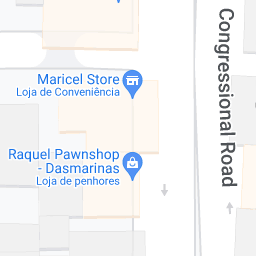 Maricel Store
Loja de Conveniência
Congressional Road
Raquel Pawnshop
- Dasmarinas
Loja de penhores